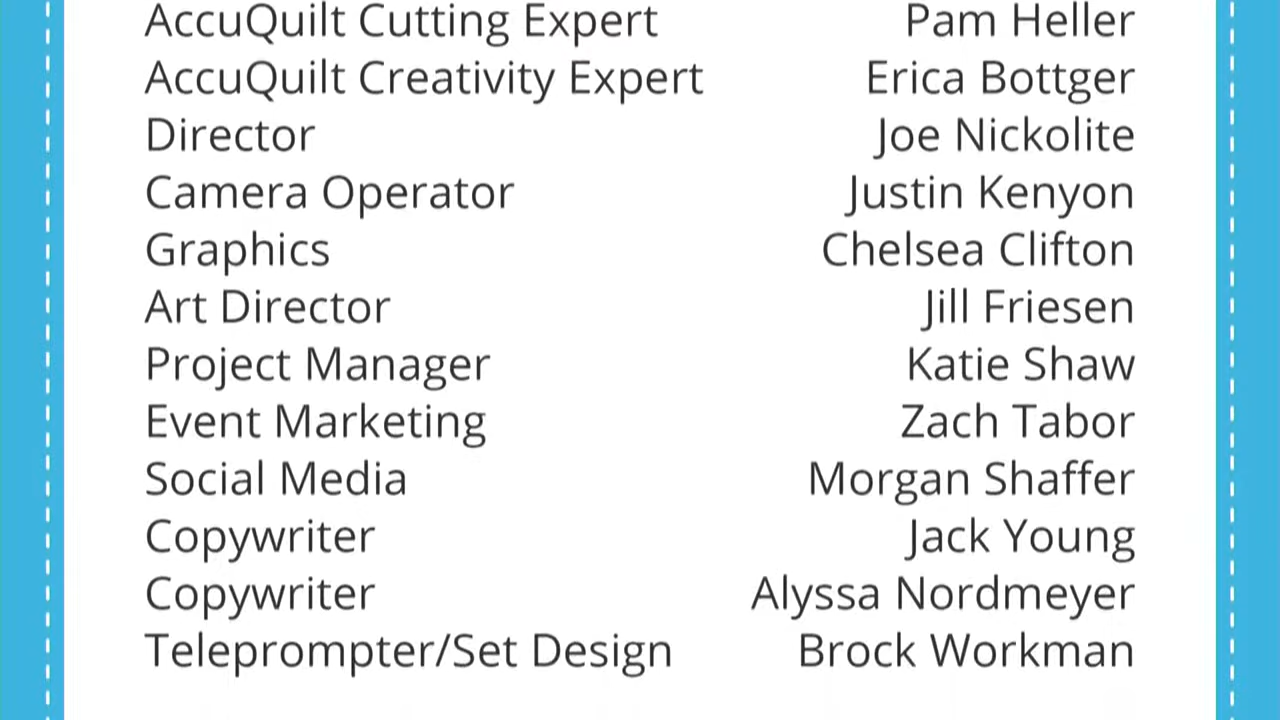 AccuQuilt Cutting Expert Pam Heller
AccuQuilt Creativity Expert Erica Bottger
Director Joe Nickolite
Camera Operator Justin Kenyon
Graphics Chelsea Clifton
Art Director Jill Friesen
Project Manager Katie Shaw
Event Marketing Zach Tabor
Social Media Morgan Shaffer
Copywriter Jack Young
Copywriter Alyssa Nordmeyer
Teleprompter/Set Design Brock Workman